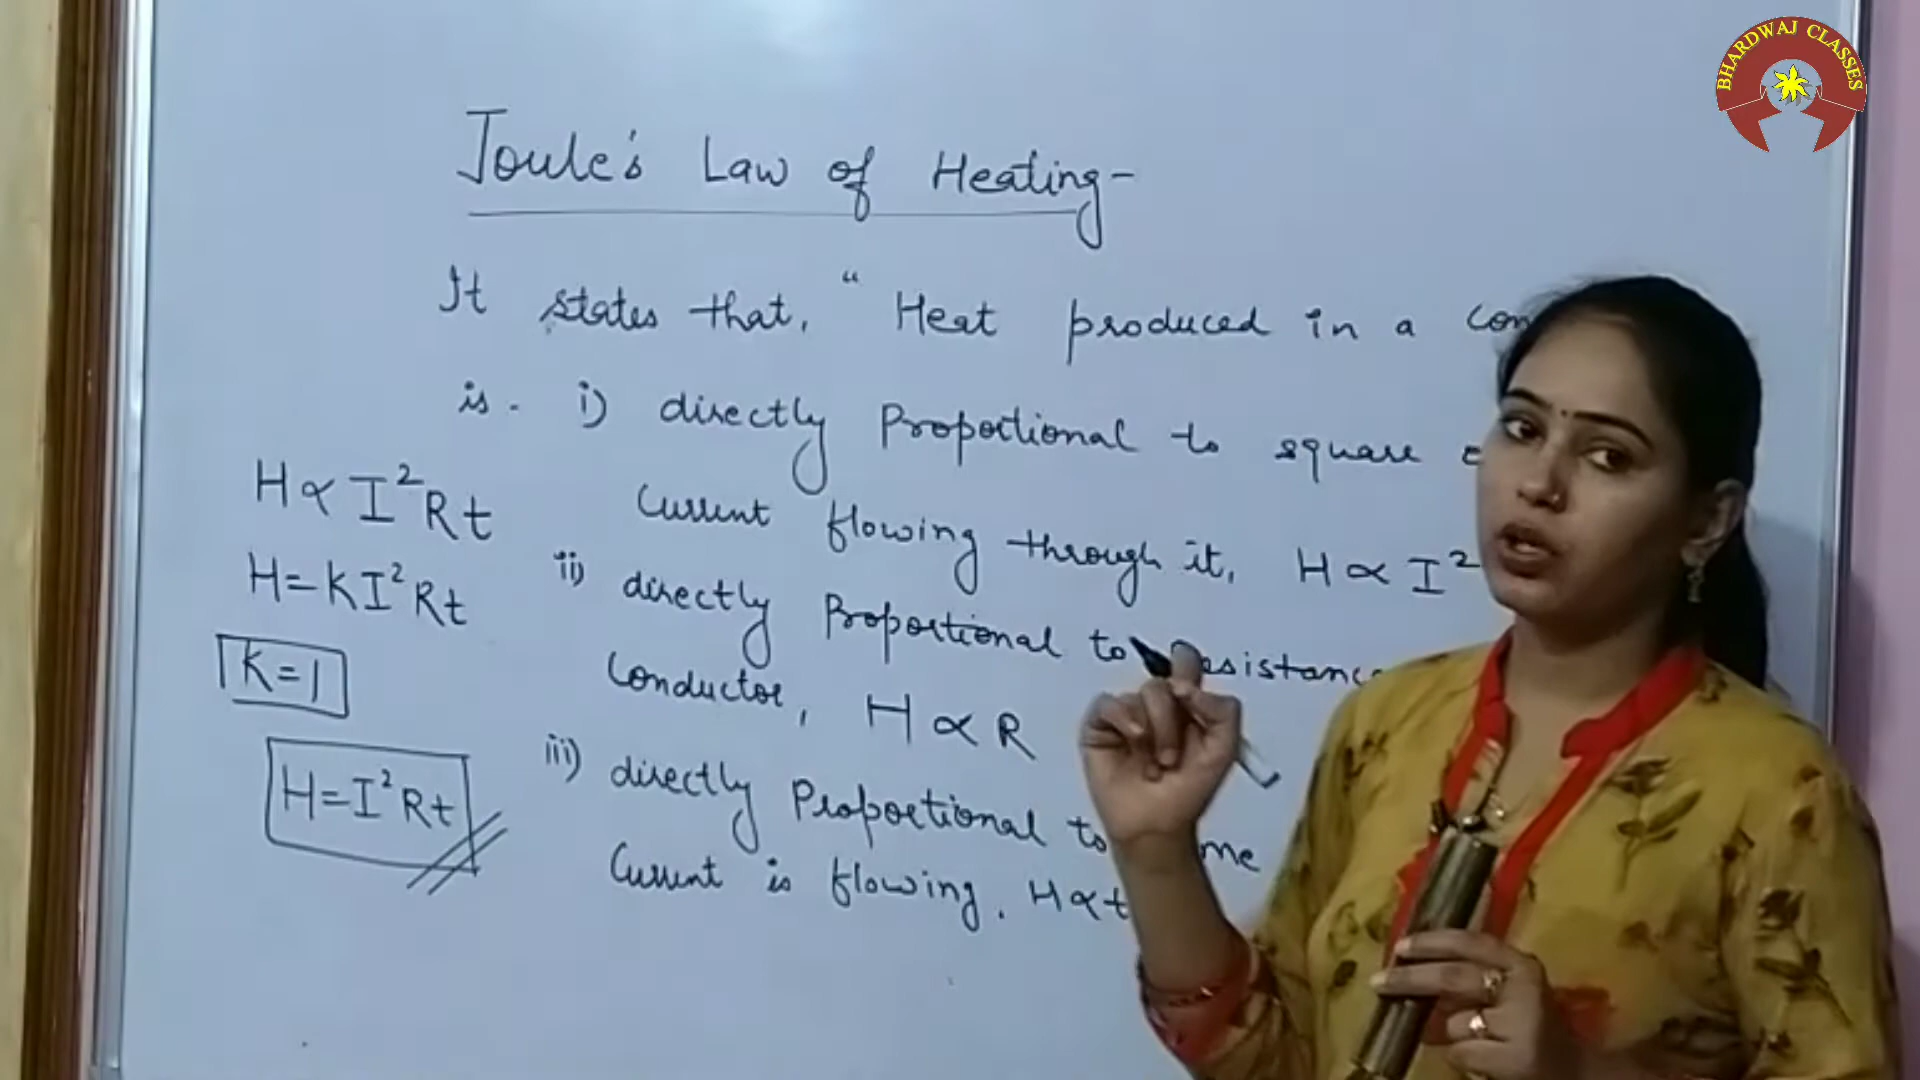 BHARDWAJ CLASSES
Joule's Law of Heating-
It states that, " Heat produced in a
is. i) directly Proportional to square
current flowing through it, H ∝ I²
ii) directly Proportional to resistance
conductor, H ∝ R
iii) directly Proportional to
Current is flowing. H ∝ t
H ∝ I²Rt
H = KI²Rt
K = 1
H = I²Rt